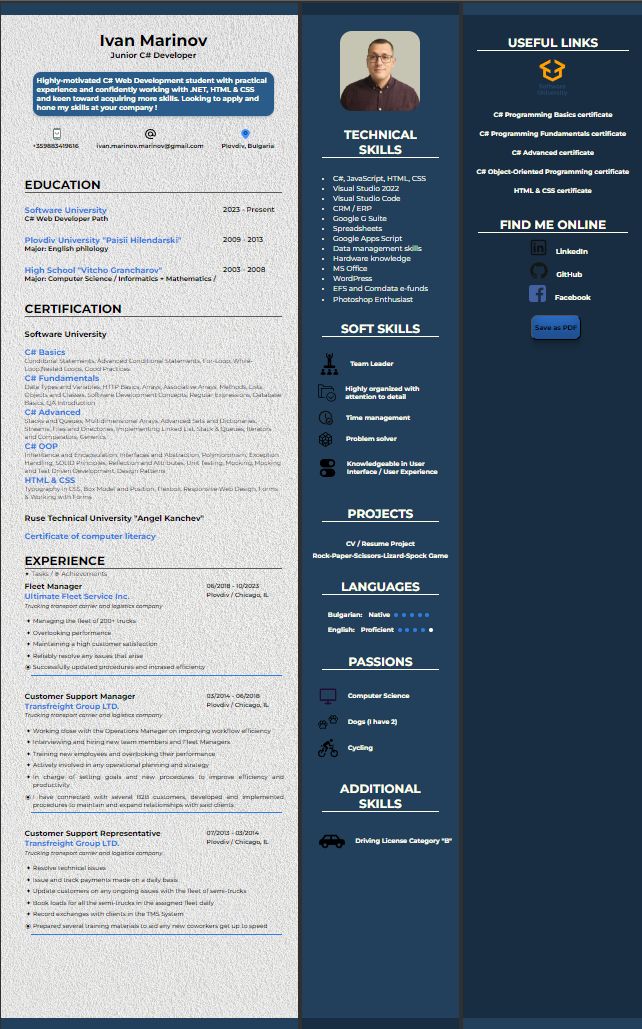 Ivan Marinov
Junior C# Developer
Highly-motivated C# Web Development student with practical
experience and confidently working with .NET, HTML & CSS
and keen toward acquiring more skills. Looking to apply and
hone my skills at your company !
+359883419616
ivan.marinov.marinov@gmail.com
Plovdiv, Bulgaria
EDUCATION
Software University 2023 - Present
C# Web Developer Path
Plovdiv University "Paisii Hilendarski" 2009 - 2013
Major: English philology
High School "Vitcho Grancharov" 2003 - 2008
Major: Computer Science / Informatics + Mathematics /
CERTIFICATION
Software University
C# Basics
Conditional Statements, Advanced Conditional Statements, For-Loop, While-
Loop,Nested Loops, Good Practices
C# Fundamentals
Data Types and Variables, HTTP Basics, Arrays, Associative Arrays, Methods, Lists,
Objects and Classes, Software Development Concepts, Regular Expressions, Database
Basics, QA Introduction
C# Advanced
Stacks and Queues, Multidimensional Arrays, Advanced Sets and Dictionaries,
Streams, Files and Directories, Implementing Linked List, Stack & Queues, Iterators
and Comparators, Generics
C# OOP
Inheritance and Encapsulation, Interfaces and Abstraction, Polymorphism, Exception
Handling, SOLID Principles, Reflection and Attributes, Unit Testing, Mocking, Mocking
and Test Driven Development, Design Patterns
HTML & CSS
Typography in CSS, Box Model and Position, Flexbox, Responsive Web Design, Forms
& Working with Forms
Ruse Technical University "Angel Kanchev"
Certificate of computer literacy
EXPERIENCE
✦ Tasks / ֍ Achievements
Fleet Manager 06/2018 - 10/2023
Ultimate Fleet Service Inc. Plovdiv / Chicago, IL
Trucking transport carrier and logistics company
✦ Managing the fleet of 200+ trucks
✦ Overlooking performance
✦ Maintaining a high customer satisfaction
✦ Reliably resolve any issues that arise
֍ Successfully updated procedures and incrased efficiency
Customer Support Manager 03/2014 - 06/2018
Transfreight Group LTD. Plovdiv / Chicago, IL
Trucking transport carrier and logistics company
✦ Working close with the Operations Manager on improving workflow efficiency
✦ Interviewing and hiring new team members and Fleet Managers
✦ Training new employees and overlooking their performance
✦ Actively involved in any operational planning and strategy
✦ In charge of setting goals and new procedures to improve efficiency and
productivity
֍ I have connected with several B2B customers, developed and implemented
procedures to maintain and expand relationships with said clients
Customer Support Representative 07/2013 - 03/2014
Transfreight Group LTD. Plovdiv / Chicago, IL
Trucking transport carrier and logistics company
✦ Resolve technical issues
✦ Issue and track payments made on a daily basis
✦ Update customers on any ongoing issues with the fleet of semi-trucks
✦ Book loads for all the semi-trucks in the assigned fleet daily
✦ Record exchanges with clients in the TMS System
֍ Prepared several training materials to aid any new coworkers get up to speed
TECHNICAL
SKILLS
• C#, JavaScript, HTML, CSS
• Visual Studio 2022
• Visual Studio Code
• CRM / ERP
• Google G Suite
• Spreadsheets
• Google Apps Script
• Data management skills
• Hardware knowledge
• MS Office
• WordPress
• EFS and Comdata e-funds
• Photoshop Enthusiast
SOFT SKILLS
Team Leader
Highly organized with
attention to detail
Time management
Problem solver
Knowledgeable in User
Interface / User Experience
PROJECTS
CV / Resume Project
Rock-Paper-Scissors-Lizard-Spock Game
LANGUAGES
Bulgarian: Native
English: Proficient
PASSIONS
Computer Science
Dogs (I have 2)
Cycling
ADDITIONAL
SKILLS
Driving License Category "B"
USEFUL LINKS
Software
University
C# Programming Basics certificate
C# Programming Fundamentals certificate
C# Advanced certificate
C# Object-Oriented Programming certificate
HTML & CSS certificate
FIND ME ONLINE
LinkedIn
GitHub
Facebook
Save as PDF